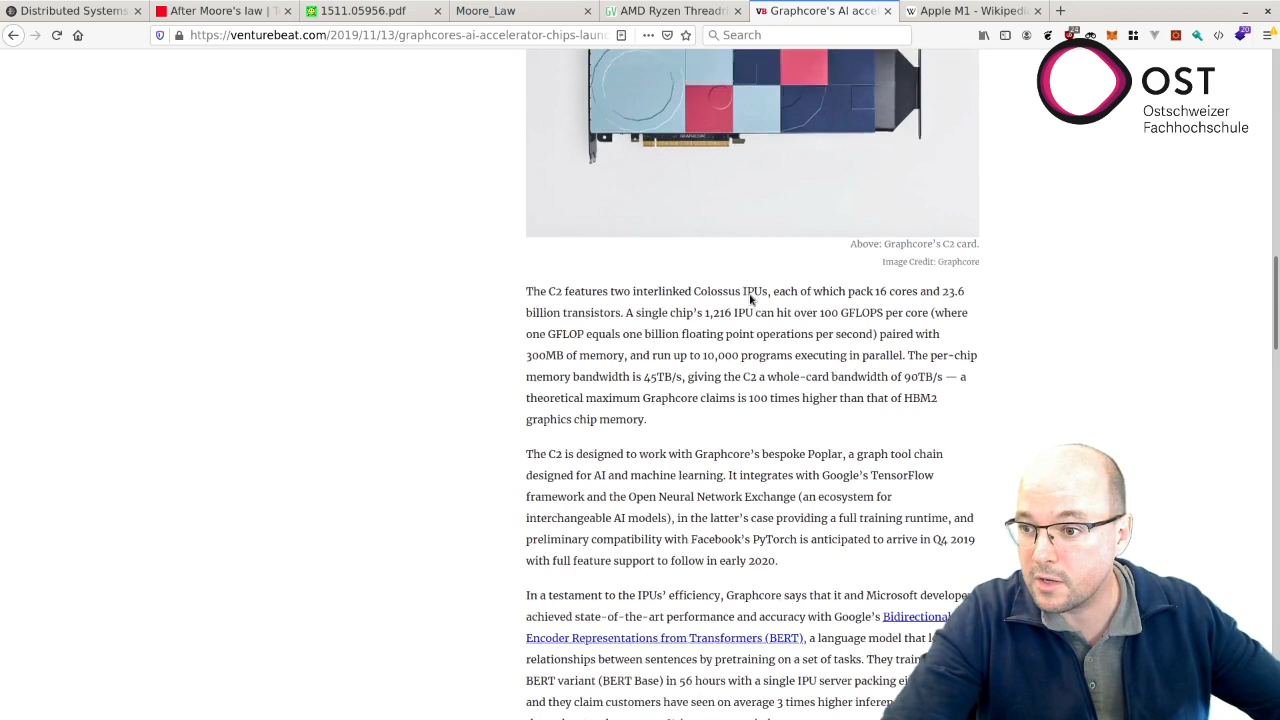 Distributed Systems
After Moore's law | T
1511.05956.pdf
Moore_Law
AMD Ryzen Threadri
Graphcore's AI accel
Apple M1 - Wikipedi
https://venturebeat.com/2019/11/13/graphcores-ai-accelerator-chips-laun
Search
24
20
OST
Ostschweizer
Fachhochschule
GRAPHCORE
Above: Graphcore's C2 card.
Image Credit: Graphcore
The C2 features two interlinked Colossus IPUs, each of which pack 16 cores and 23.6
billion transistors. A single chip's 1,216 IPU can hit over 100 GFLOPS per core (where
one GFLOP equals one billion floating point operations per second) paired with
300MB of memory, and run up to 10,000 programs executing in parallel. The per-chip
memory bandwidth is 45TB/s, giving the C2 a whole-card bandwidth of 90TB/s — a
theoretical maximum Graphcore claims is 100 times higher than that of HBM2
graphics chip memory.
The C2 is designed to work with Graphcore's bespoke Poplar, a graph tool chain
designed for AI and machine learning. It integrates with Google's TensorFlow
framework and the Open Neural Network Exchange (an ecosystem for
interchangeable AI models), in the latter's case providing a full training runtime, and
preliminary compatibility with Facebook's PyTorch is anticipated to arrive in Q4 2019
with full feature support to follow in early 2020.
In a testament to the IPUs' efficiency, Graphcore says that it and Microsoft develope
achieved state-of-the-art performance and accuracy with Google's Bidirectional
Encoder Representations from Transformers (BERT), a language model that l
relationships between sentences by pretraining on a set of tasks. They train
BERT variant (BERT Base) in 56 hours with a single IPU server packing ei
and they claim customers have seen on average 3 times higher infere